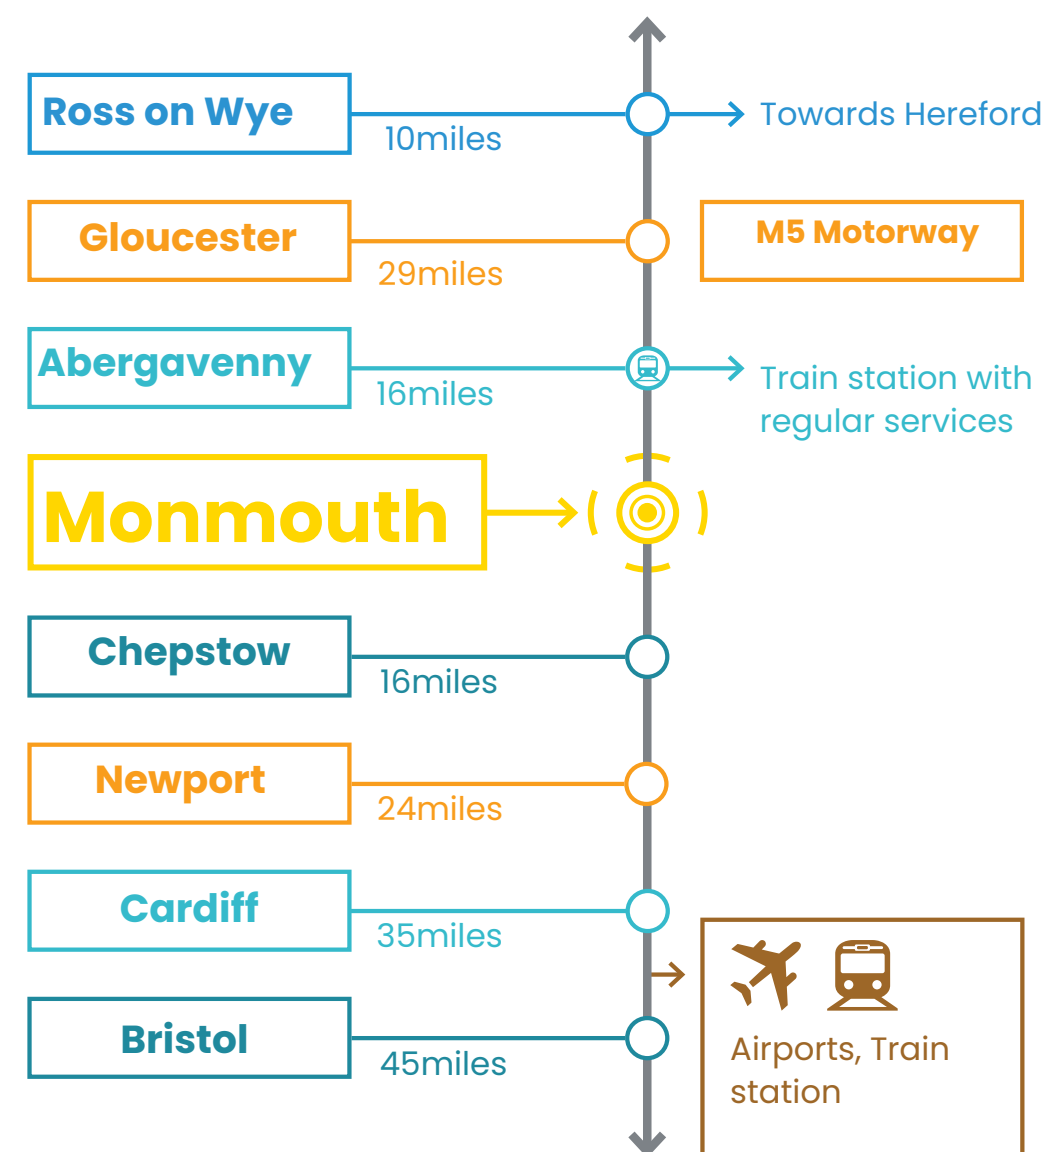 Ross on Wye
10miles
Towards Hereford
Gloucester
29miles
M5 Motorway
Abergavenny
16miles
Train station with
regular services
Monmouth
Chepstow
16miles
Newport
24miles
Cardiff
35miles
Bristol
45miles
Airports, Train
station